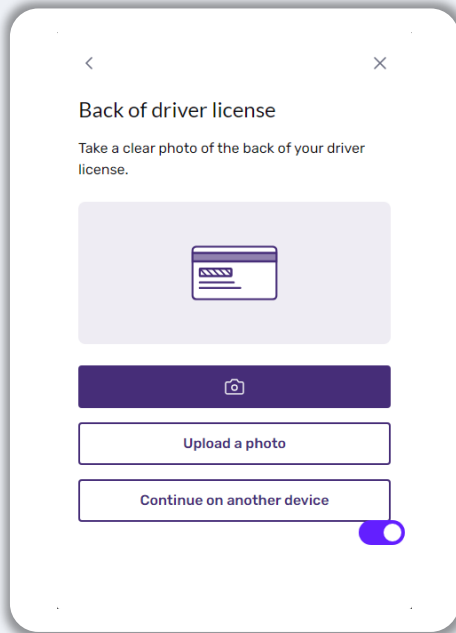 Back of driver license
Take a clear photo of the back of your driver
license.
Upload a photo
Continue on another device